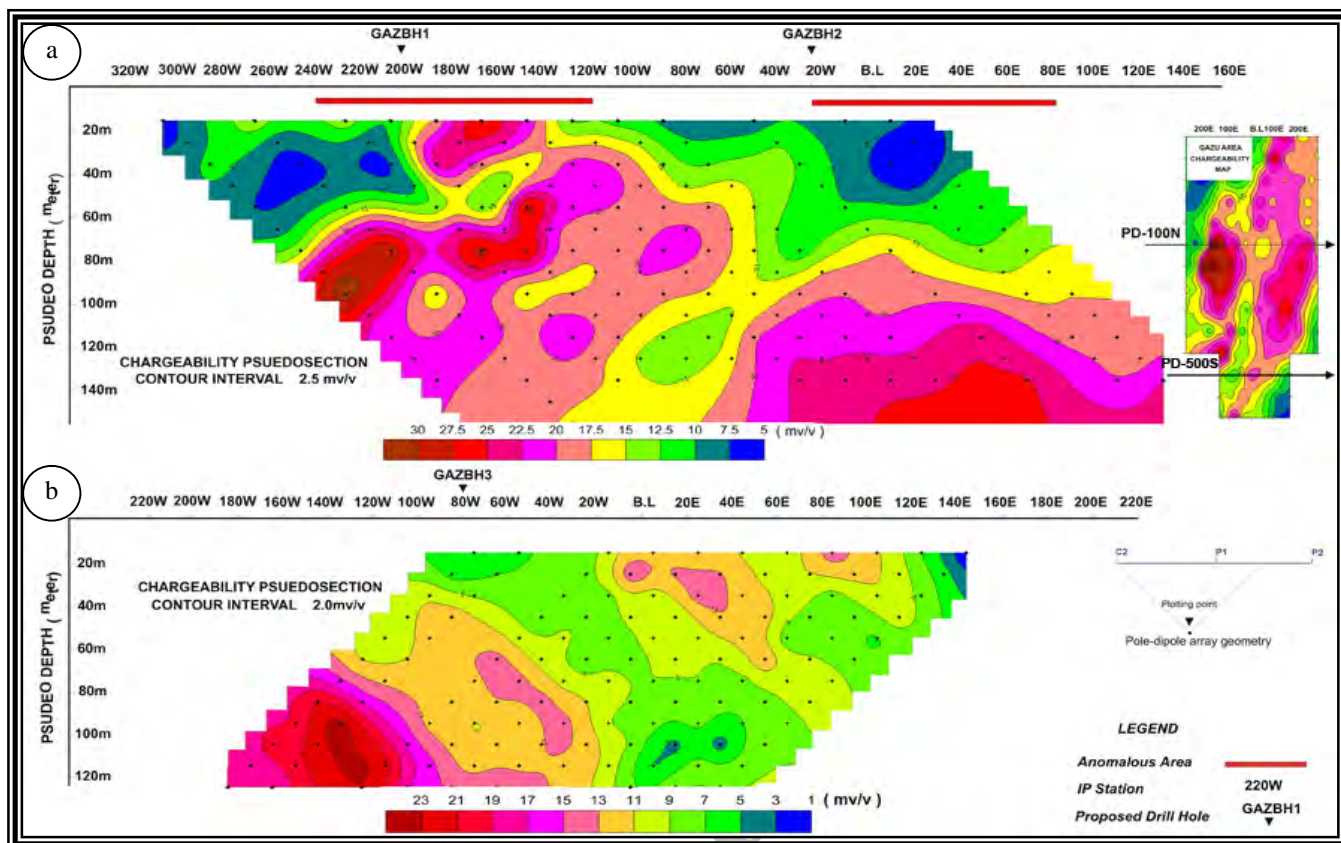 a
GAZBH1
GAZBH2
320W 300W 260W 220W 200W 160W 120W 100W 80W 60W 40W 20W B.L 20E 40E 60E 80E 100E 120E 140E 160E
20m
40m
60m
80m
100m
120m
140m
PSUDEO DEPTH ( meter)
CHARGEABILITY PSUEDOSECTION
CONTOUR INTERVAL 2.5 mv/v
30 27.5 25 22.5 20 17.5 15 12.5 10 7.5 5 ( mv/v)
200E 100E B.L 100E 200E
GAZU AREA
CHARGEABILITY
MAP
PD-100N
PD-500S
b
GAZBH3
220W 200W 180W 160W 140W 120W 100W 80W 60W 40W 20W B.L 20E 40E 60E 80E 100E 120E 140E 160E 180E 200E 220E
20m
40m
60m
80m
100m
120m
PSUDEO DEPTH ( meter)
CHARGEABILITY PSUEDOSECTION
CONTOUR INTERVAL 2.0mv/v
23 21 19 17 15 13 11 9 7 5 3 1 ( mv/v)
C2 P1 P2
Plotting point
Pole-dipole array geometry
LEGEND
Anomalous Area
IP Station 220W
Proposed Drill Hole GAZBH1